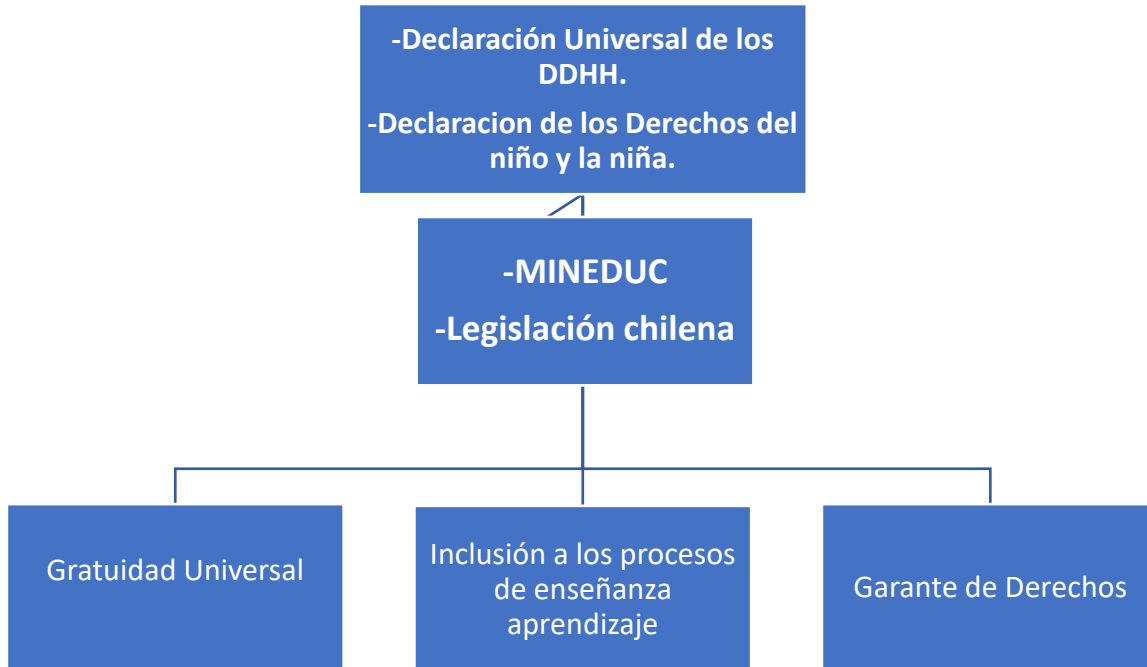 -Declaración Universal de los
DDHH.
-Declaracion de los Derechos del
niño y la niña.
-MINEDUC
-Legislación chilena
Gratuidad Universal
Inclusión a los procesos
de enseñanza
aprendizaje
Garante de Derechos